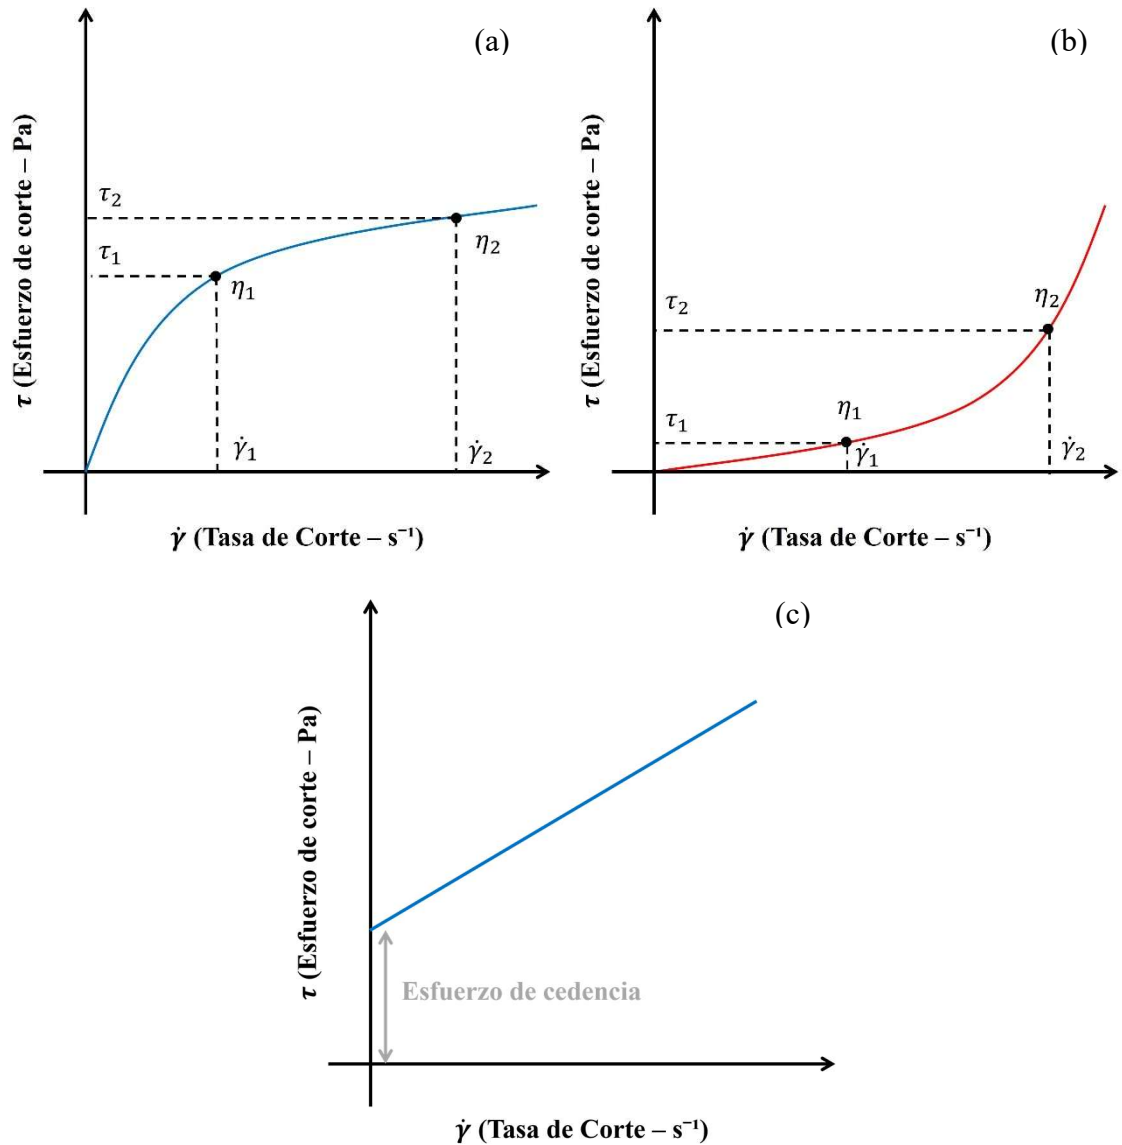 (a)
τ (Esfuerzo de corte – Pa)
τ₂
τ₁
η₁
η₂
γ̇₁
γ̇₂
γ̇ (Tasa de Corte – s⁻¹)
(b)
τ (Esfuerzo de corte – Pa)
τ₂
τ₁
η₁
η₂
γ̇₁
γ̇₂
γ̇ (Tasa de Corte – s⁻¹)
(c)
τ (Esfuerzo de corte – Pa)
Esfuerzo de cedencia
γ̇ (Tasa de Corte – s⁻¹)